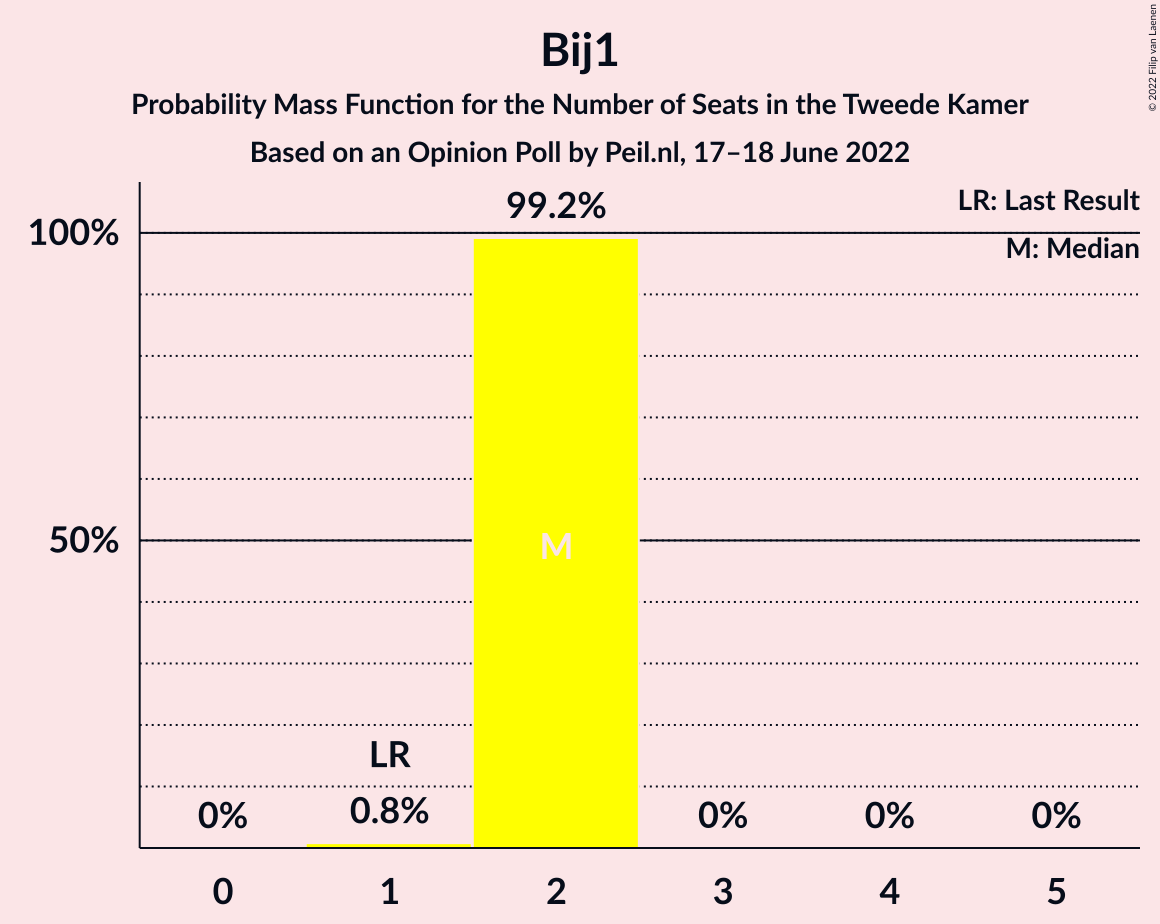 Bij1
Probability Mass Function for the Number of Seats in the Tweede Kamer
Based on an Opinion Poll by Peil.nl, 17–18 June 2022
© 2022 Filip van Laenen
LR: Last Result
M: Median
100%
50%
99.2%
M
LR
0%
0.8%
0%
0%
0%
0 1 2 3 4 5